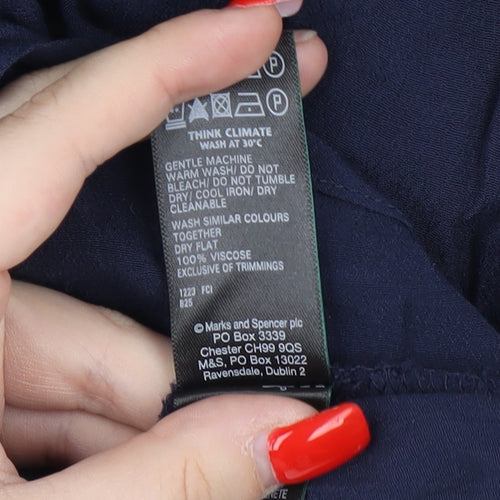 P
P
THINK CLIMATE
WASH AT 30°C
GENTLE MACHINE
WARM WASH/ DO NOT
BLEACH/ DO NOT TUMBLE
DRY/ COOL IRON/ DRY
CLEANABLE
WASH SIMILAR COLOURS
TOGETHER
DRY FLAT
100% VISCOSE
EXCLUSIVE OF TRIMMINGS
1223 FCI
825
© Marks and Spencer plc
PO Box 3339
Chester CH99 9QS
M&S, PO Box 13022
Ravensdale, Dublin 2